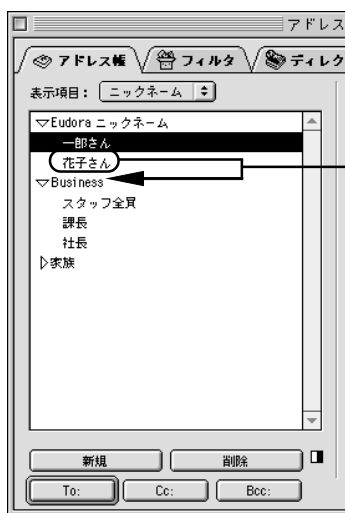 アドレス
アドレス帳 フィルタ ディレク
表示項目： ニックネーム
Eudora ニックネーム
一郎さん
花子さん
Business
スタッフ全員
課長
社長
家族
新規 削除
To: Cc: Bcc: